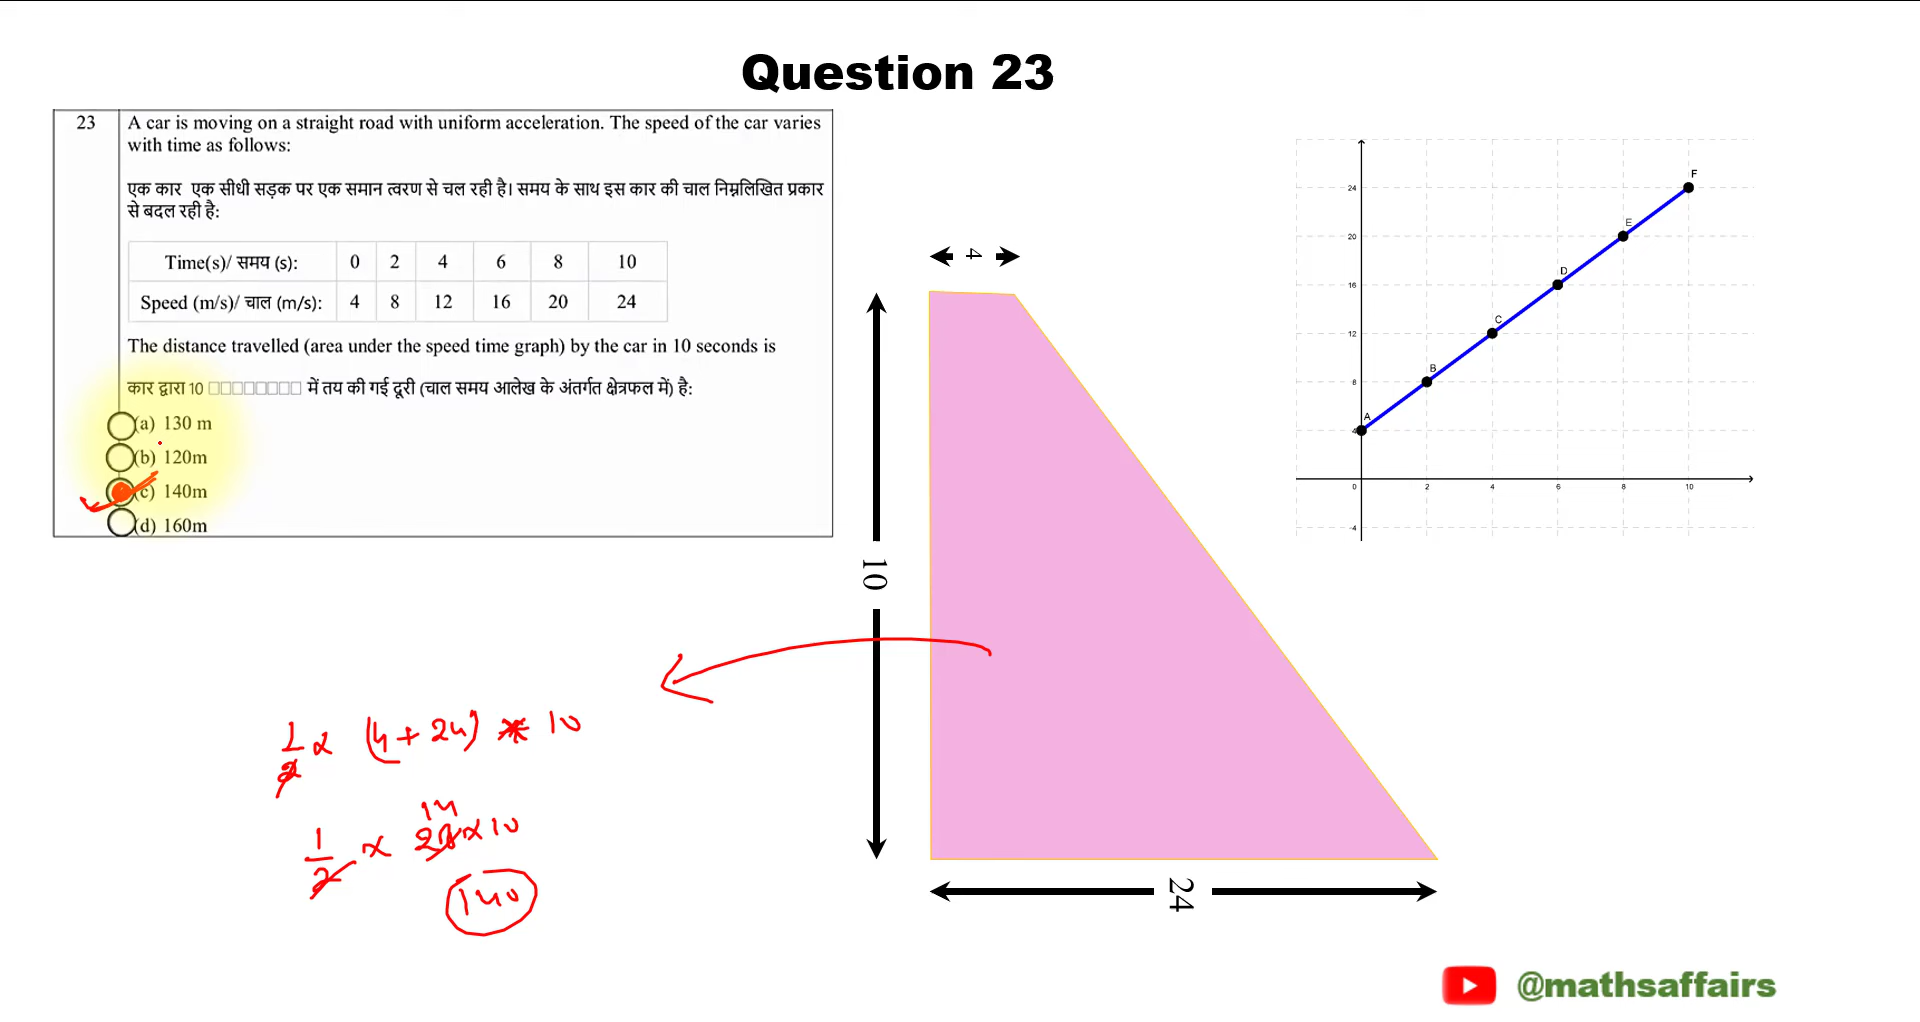 Question 23
23
A car is moving on a straight road with uniform acceleration. The speed of the car varies
with time as follows:
एक कार एक सीधी सड़क पर एक समान त्वरण से चल रही है। समय के साथ इस कार की चाल निम्नलिखित प्रकार
से बदल रही है:
Time(s)/ समय (s): 0 2 4 6 8 10
Speed (m/s)/ चाल (m/s): 4 8 12 16 20 24
The distance travelled (area under the speed time graph) by the car in 10 seconds is
कार द्वारा 10 □□□□□□□□ में तय की गई दूरी (चाल समय आलेख के अंतर्गत क्षेत्रफल में) है:
(a) 130 m
(b) 120m
(c) 140m
(d) 160m
4
10
24
24
20
16
12
8
4
0 2 4 6 8 10
-4
A
B
C
D
E
F
1/2 x (4+24) * 10
14
1/2 x 28 x 10
140
@mathsaffairs